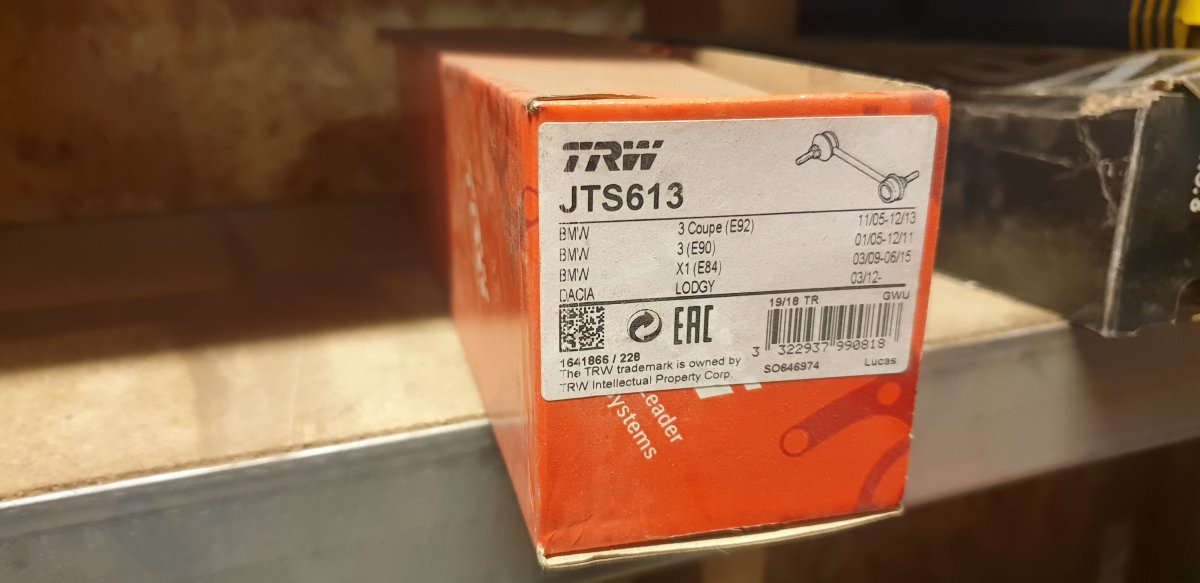 TRW
JTS613
BMW 3 Coupe (E92) 11/05-12/13
BMW 3 (E90) 01/05-12/11
BMW X1 (E84) 03/09-06/15
DACIA LODGY 03/12-
19/18 TR GWU
EAC
3 322937 990818
1641866 / 228
The TRW trademark is owned by
TRW Intellectual Property Corp.
SO646974 Lucas
Leader
ystems
TRW